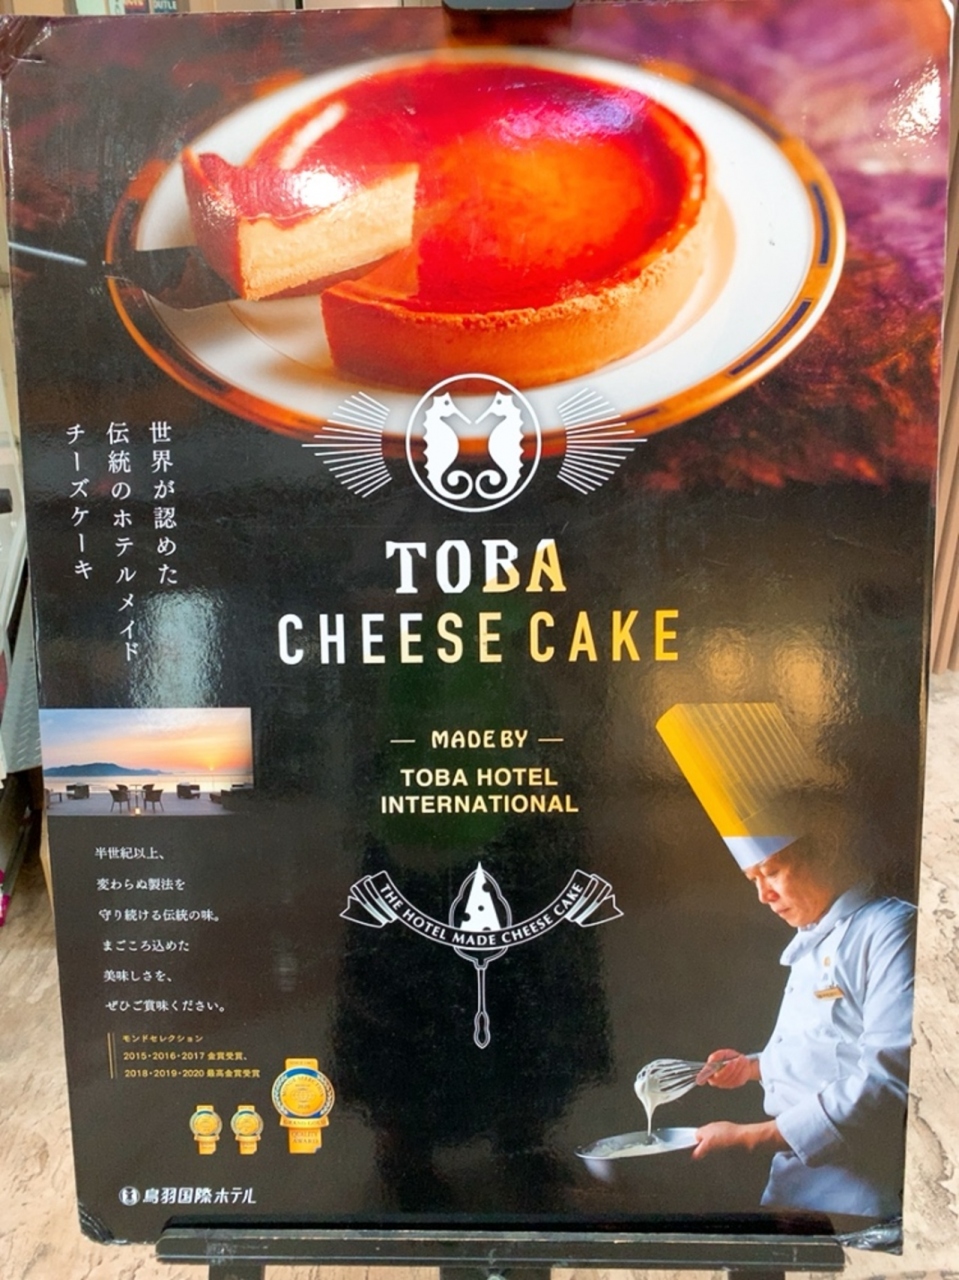 世界が認めた
伝統のホテルメイド
チーズケーキ
TOBA
CHEESE CAKE
— MADE BY —
TOBA HOTEL
INTERNATIONAL
THE HOTEL MADE CHEESE CAKE
半世紀以上、
変わらぬ製法を
守り続ける伝統の味。
まごころ込めた
美味しさを、
ぜひご賞味ください。
モンドセレクション
2015・2016・2017 金賞受賞、
2018・2019・2020 最高金賞受賞
鳥羽国際ホテル